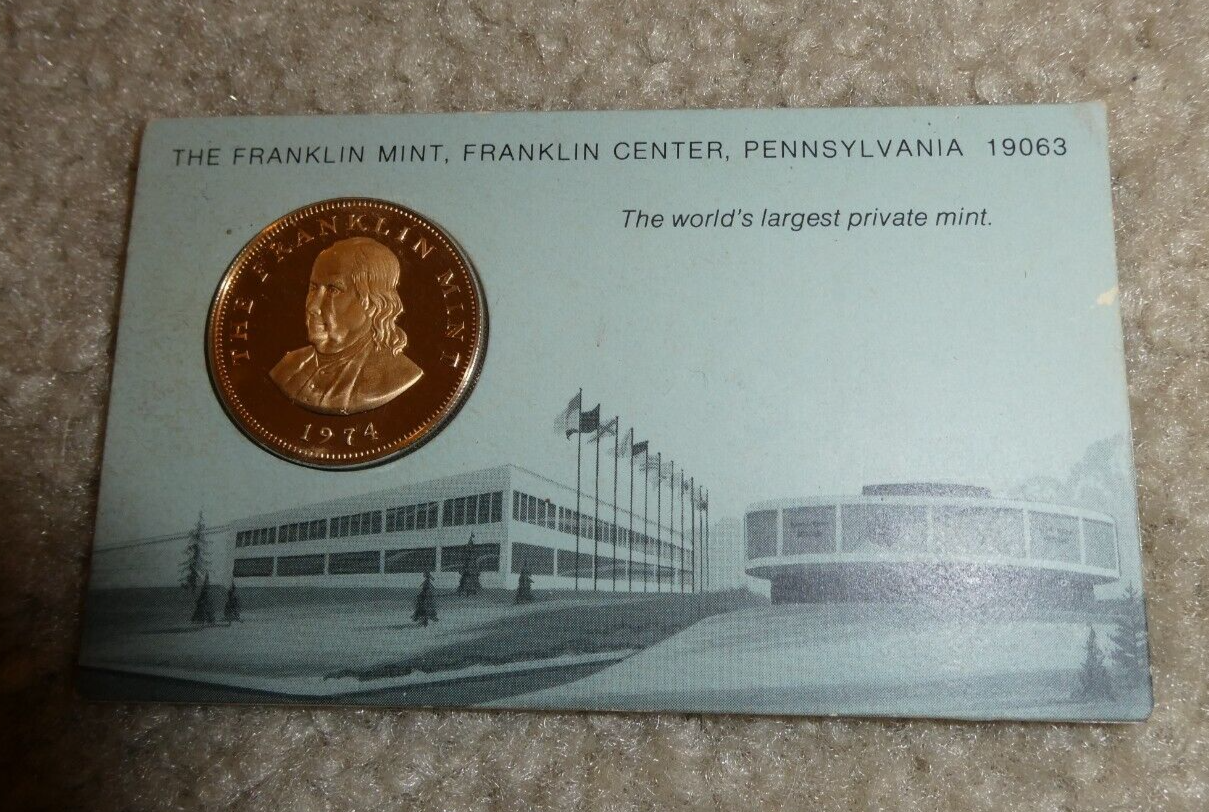 THE FRANKLIN MINT, FRANKLIN CENTER, PENNSYLVANIA 19063
The world's largest private mint.
THE FRANKLIN MINT
1974